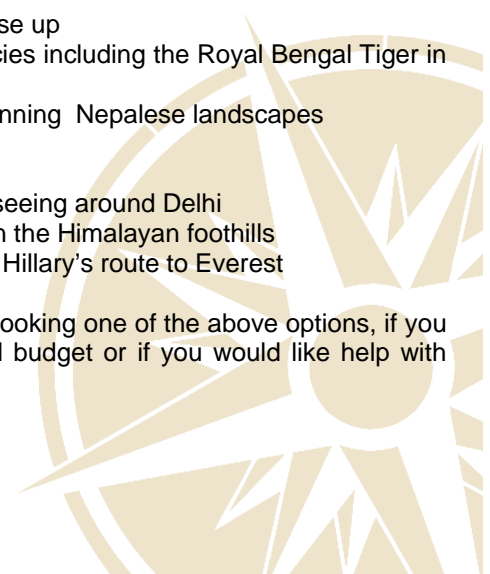 se up
cies including the Royal Bengal Tiger in
nning Nepalese landscapes
seeing around Delhi
n the Himalayan foothills
Hillary's route to Everest
ooking one of the above options, if you
l budget or if you would like help with